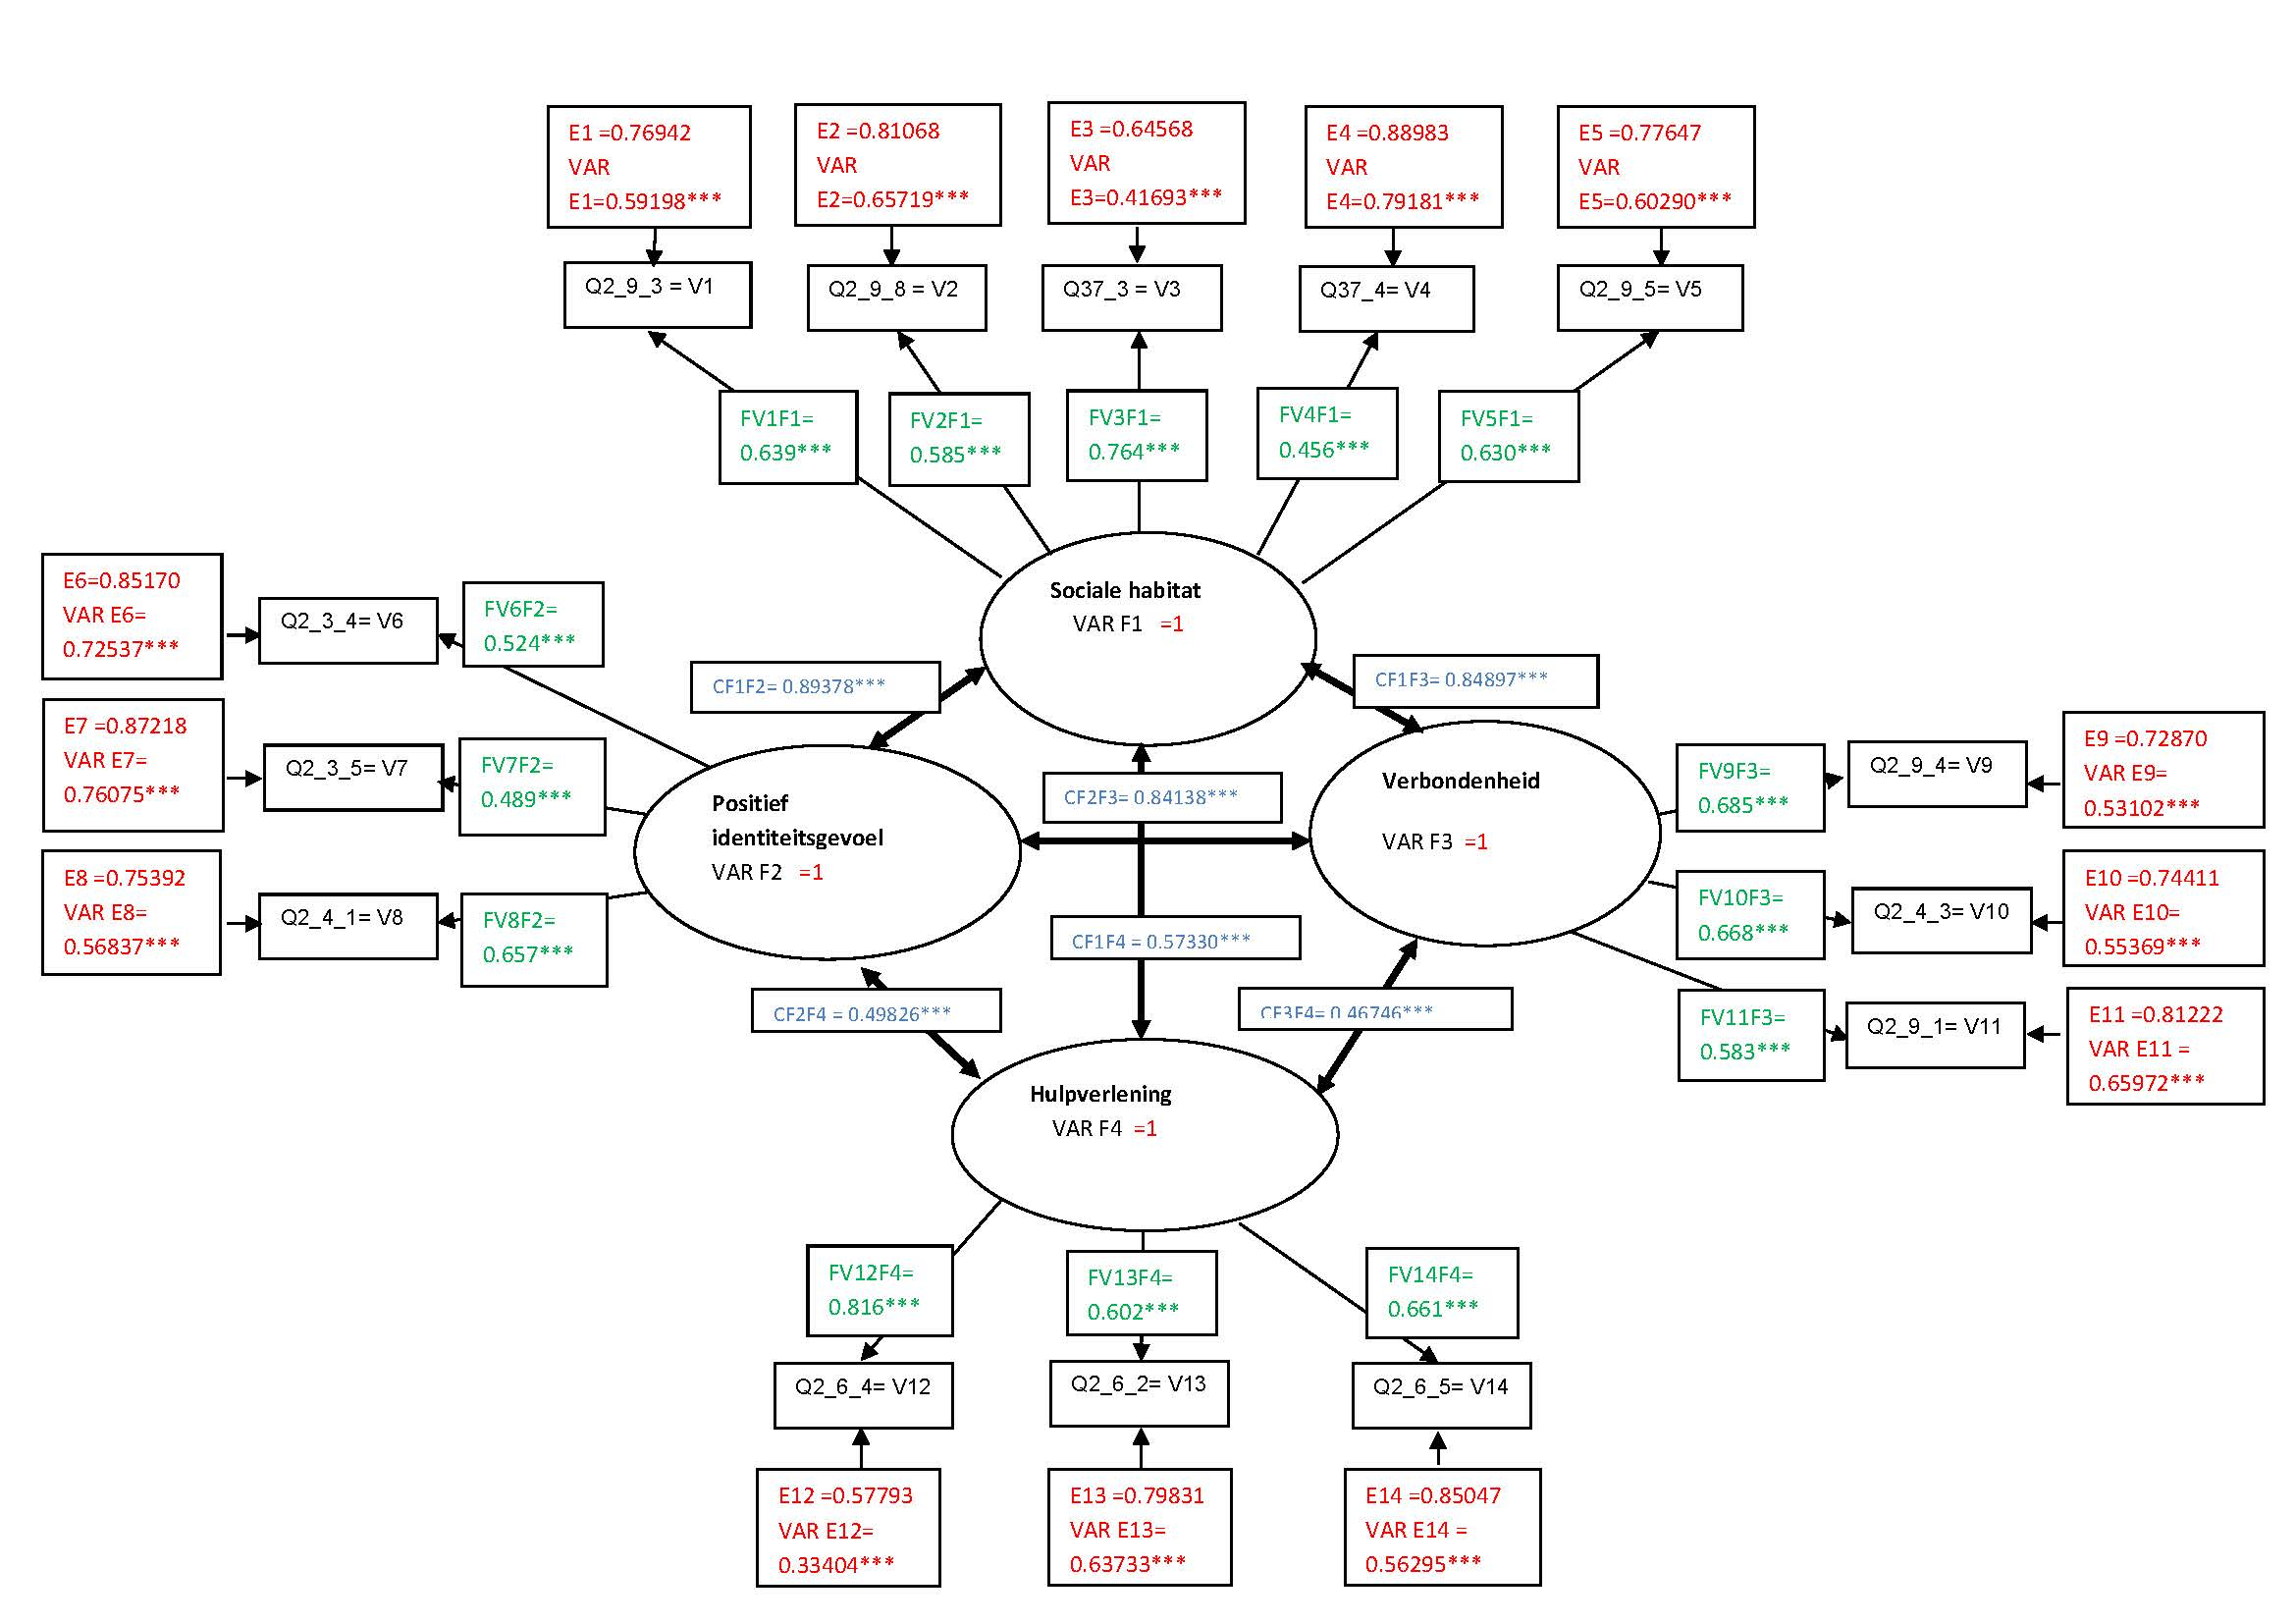 E1 =0.76942
VAR
E1=0.59198***
E2 =0.81068
VAR
E2=0.65719***
E3 =0.64568
VAR
E3=0.41693***
E4 =0.88983
VAR
E4=0.79181***
E5 =0.77647
VAR
E5=0.60290***
Q2_9_3 = V1
Q2_9_8 = V2
Q37_3 = V3
Q37_4= V4
Q2_9_5= V5
FV1F1=
0.639***
FV2F1=
0.585***
FV3F1=
0.764***
FV4F1=
0.456***
FV5F1=
0.630***
Sociale habitat
VAR F1 =1
E6=0.85170
VAR E6=
0.72537***
Q2_3_4= V6
FV6F2=
0.524***
CF1F2= 0.89378***
CF1F3= 0.84897***
E7 =0.87218
VAR E7=
0.76075***
Q2_3_5= V7
FV7F2=
0.489***
Positief
identiteitsgevoel
VAR F2 =1
CF2F3= 0.84138***
Verbondenheid
VAR F3 =1
FV9F3=
0.685***
Q2_9_4= V9
E9 =0.72870
VAR E9=
0.53102***
E8 =0.75392
VAR E8=
0.56837***
Q2_4_1= V8
FV8F2=
0.657***
CF1F4= 0.57330***
FV10F3=
0.668***
Q2_4_3= V10
E10 =0.74411
VAR E10=
0.55369***
CF2F4 = 0.49826***
CF3F4= 0.46746***
FV11F3=
0.583***
Q2_9_1= V11
E11 =0.81222
VAR E11 =
0.65972***
Hulpverlening
VAR F4 =1
FV12F4=
0.816***
FV13F4=
0.602***
FV14F4=
0.661***
Q2_6_4= V12
Q2_6_2= V13
Q2_6_5= V14
E12 =0.57793
VAR E12=
0.33404***
E13 =0.79831
VAR E13=
0.63733***
E14 =0.85047
VAR E14 =
0.56295***